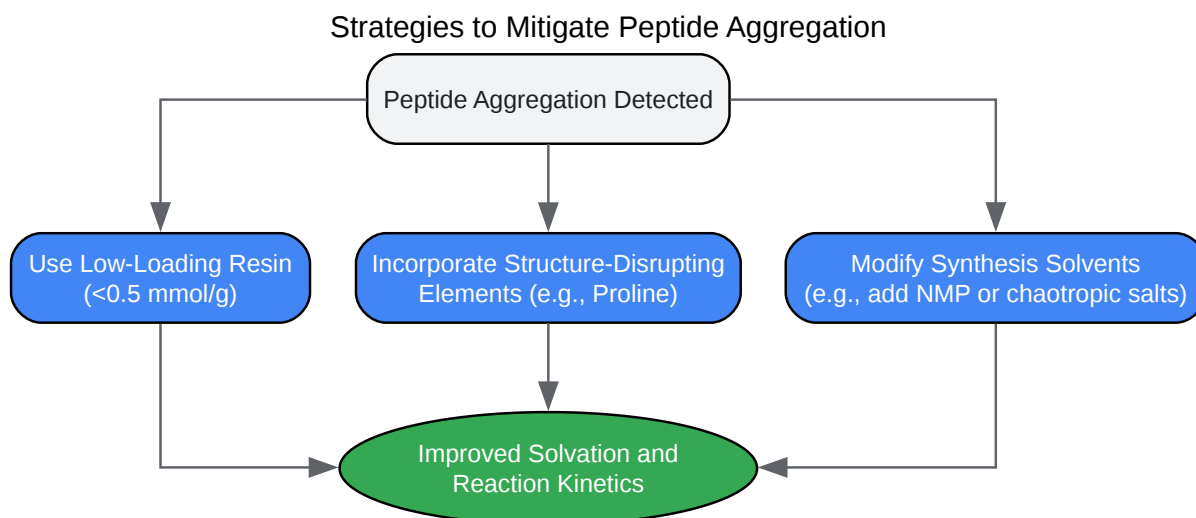 Strategies to Mitigate Peptide Aggregation
Peptide Aggregation Detected
Use Low-Loading Resin
(<0.5 mmol/g)
Incorporate Structure-Disrupting
Elements (e.g., Proline)
Modify Synthesis Solvents
(e.g., add NMP or chaotropic salts)
Improved Solvation and
Reaction Kinetics